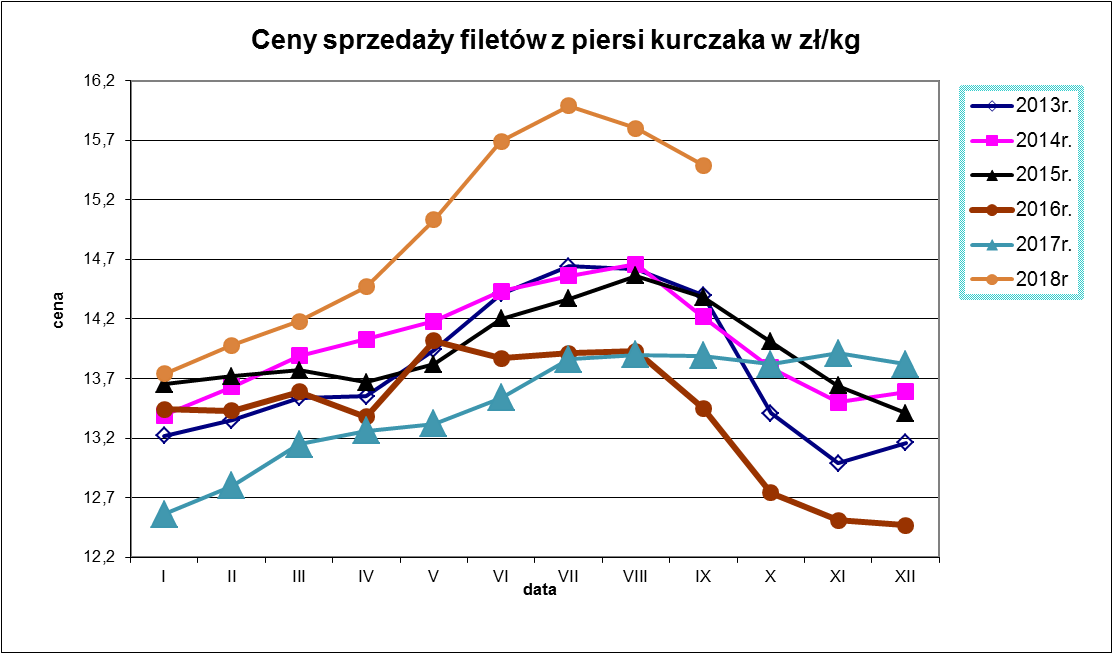 Ceny sprzedaży filetów z piersi kurczaka w zł/kg
16,2
15,7
15,2
14,7
14,2
13,7
13,2
12,7
12,2
cena
I II III IV V VI VII VIII IX X XI XII
data
2013r.
2014r.
2015r.
2016r.
2017r.
2018r